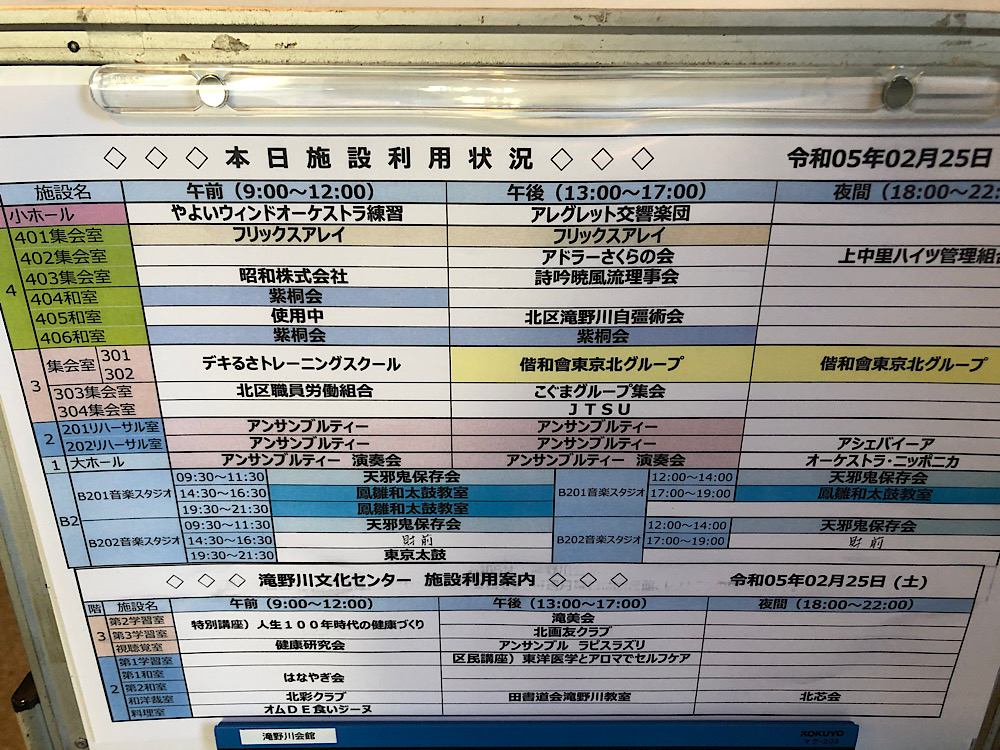 ◇ ◇ ◇ 本日施設利用状況 ◇ ◇ ◇ 令和05年02月25日
施設名 午前（9:00～12:00） 午後（13:00～17:00） 夜間（18:00～22:
小ホール やよいウィンドオーケストラ練習 アレグレット交響楽団
4 401集会室 フリックスアレイ フリックスアレイ
402集会室 アドラーさくらの会 上中里ハイツ管理組合
403集会室 昭和株式会社 詩吟暁風流理事会
404和室 紫桐会
405和室 使用中 北区滝野川自彊術会
406和室 紫桐会 紫桐会
3 集会室 301 302 デキるさトレーニングスクール 偕和會東京北グループ 偕和會東京北グループ
303集会室 北区職員労働組合 こぐまグループ集会
304集会室 ＪＴＳＵ
2 201リハーサル室 アンサンブルティー アンサンブルティー
202リハーサル室 アンサンブルティー アンサンブルティー アシェバイーア
1 大ホール アンサンブルティー 演奏会 アンサンブルティー 演奏会 オーケストラ・ニッポニカ
B2 B201音楽スタジオ 09:30～11:30 天邪鬼保存会 B201音楽スタジオ 12:00～14:00 天邪鬼保存会
14:30～16:30 鳳雛和太鼓教室 17:00～19:00 鳳雛和太鼓教室
19:30～21:30 鳳雛和太鼓教室
B202音楽スタジオ 09:30～11:30 天邪鬼保存会 B202音楽スタジオ 12:00～14:00 天邪鬼保存会
14:30～16:30 財前 17:00～19:00 財前
19:30～21:30 東京太鼓
◇ ◇ ◇ 滝野川文化センター 施設利用案内 ◇ ◇ ◇ 令和05年02月25日（土）
階 施設名 午前（9:00～12:00） 午後（13:00～17:00） 夜間（18:00～22:00）
3 第2学習室 特別講座）人生１００年時代の健康づくり 滝美会
第3学習室 北画友クラブ
視聴覚室 健康研究会 アンサンブル ラピスラズリ
2 第1学習室 区民講座）東洋医学とアロマでセルフケア
第1和室 はなやぎ会
第2和室
和洋裁室 北彩クラブ 田書道会滝野川教室 北芯会
料理室 オムＤＥ食いジーヌ
滝野川会館 KOKUYO